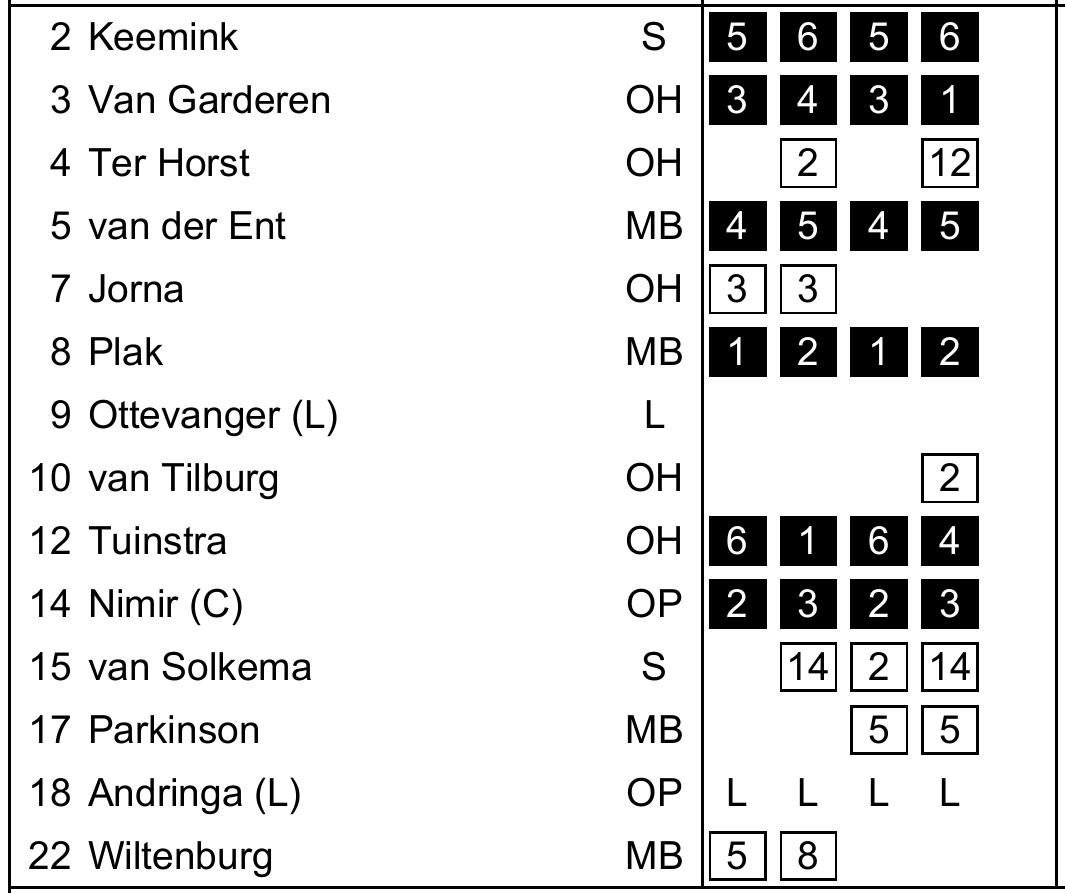 2 Keemink S 5 6 5 6
3 Van Garderen OH 3 4 3 1
4 Ter Horst OH 2 12
5 van der Ent MB 4 5 4 5
7 Jorna OH 3 3
8 Plak MB 1 2 1 2
9 Ottevanger (L) L
10 van Tilburg OH 2
12 Tuinstra OH 6 1 6 4
14 Nimir (C) OP 2 3 2 3
15 van Solkema S 14 2 14
17 Parkinson MB 5 5
18 Andringa (L) OP L L L L
22 Wiltenburg MB 5 8